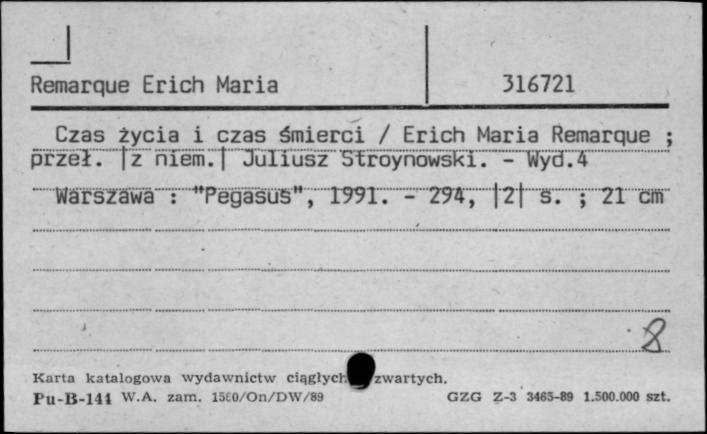 Remarque Erich Maria 316721
Czas życia i czas śmierci / Erich Maria Remarque ;
przeł. |z niem.| Juliusz Stroynowski. - Wyd.4
Warszawa : "Pegasus", 1991. - 294, |2| s. ; 21 cm
8
Karta katalogowa wydawnictw ciągłych zwartych.
Pu-B-141 W.A. zam. 1560/On/DW/89 GZG Z-3 3465-89 1.500.000 szt.